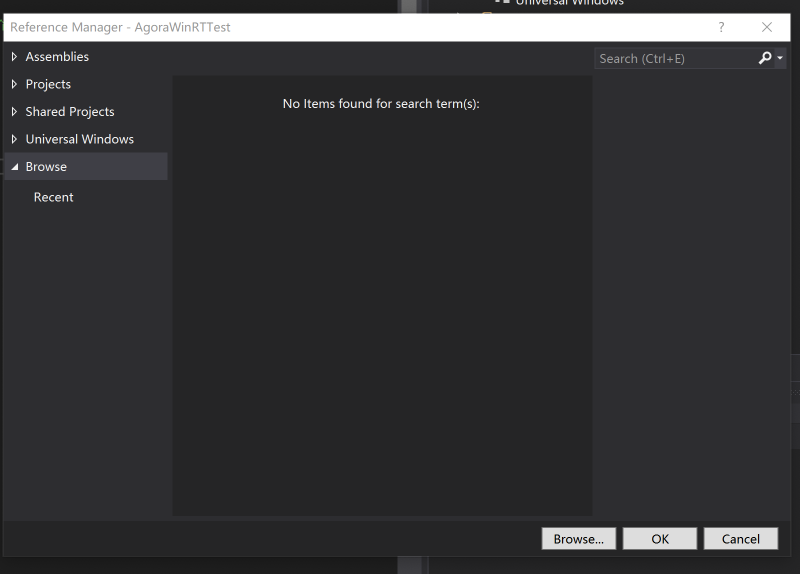 Universal Windows
Reference Manager - AgoraWinRTTest
?
Assemblies
Search (Ctrl+E)
Projects
No Items found for search term(s):
Shared Projects
Universal Windows
Browse
Recent
Browse...
OK
Cancel